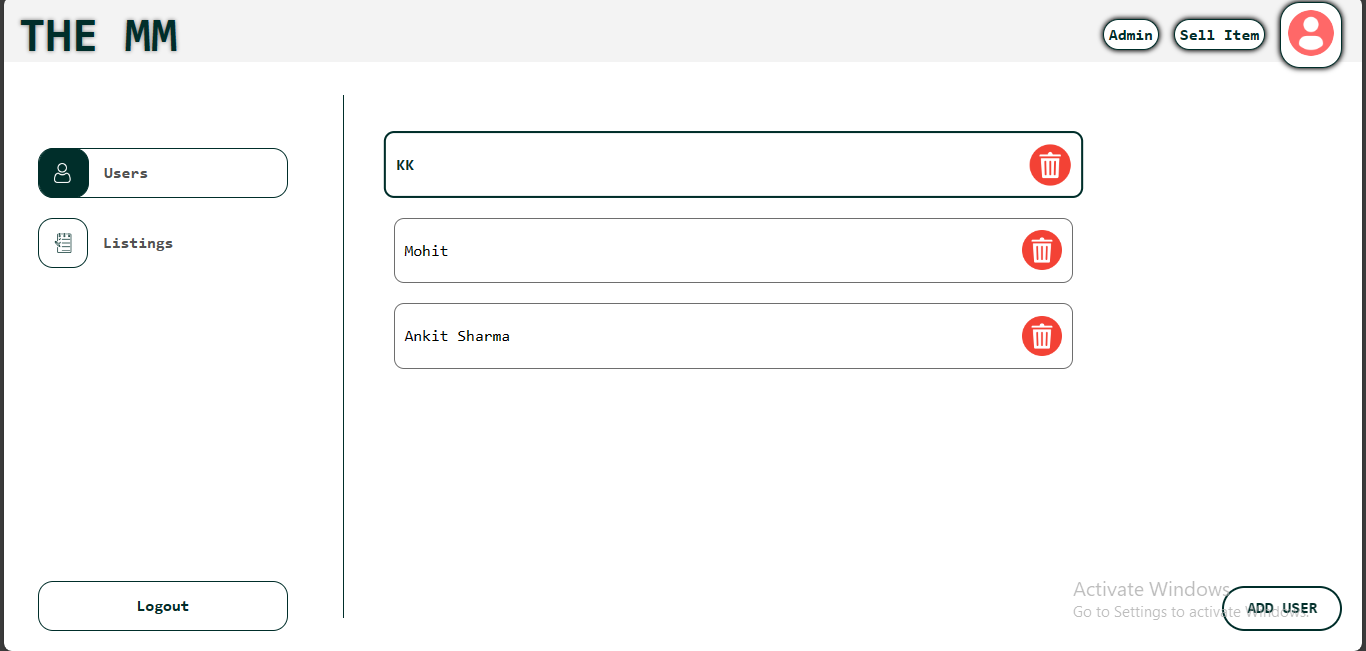 THE MM
Admin
Sell Item
Users
Listings
Logout
KK
Mohit
Ankit Sharma
Activate Windows
Go to Settings to activate Windows.
ADD USER